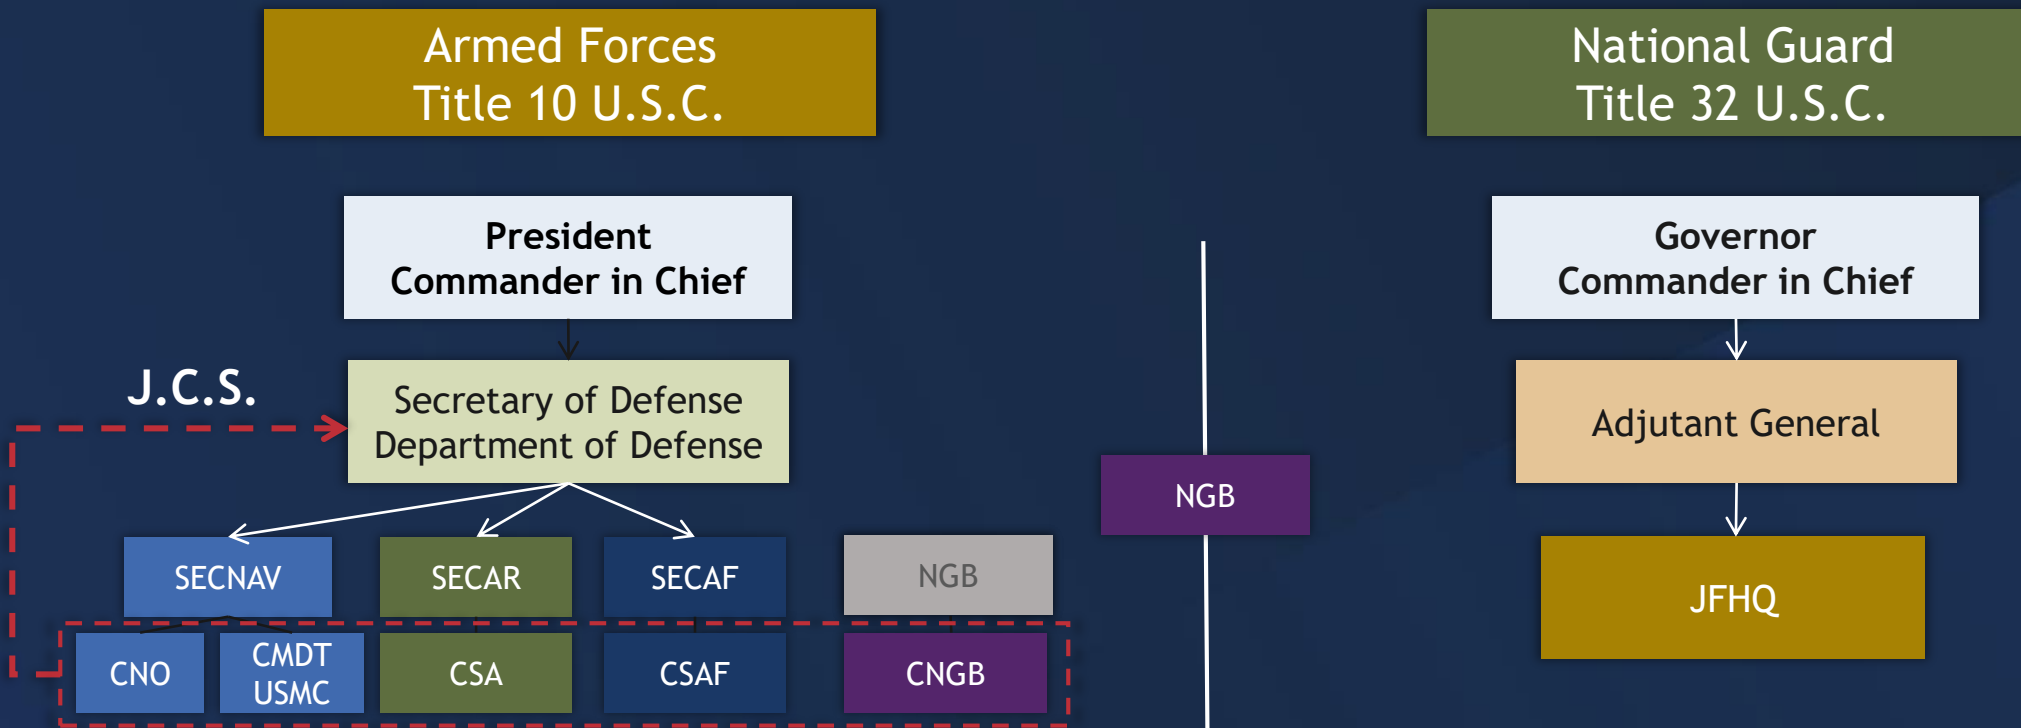 Armed Forces
Title 10 U.S.C.
National Guard
Title 32 U.S.C.
President
Commander in Chief
Governor
Commander in Chief
J.C.S.
Secretary of Defense
Department of Defense
Adjutant General
NGB
SECNAV
SECAR
SECAF
NGB
JFHQ
CNO
CMDT
USMC
CSA
CSAF
CNGB